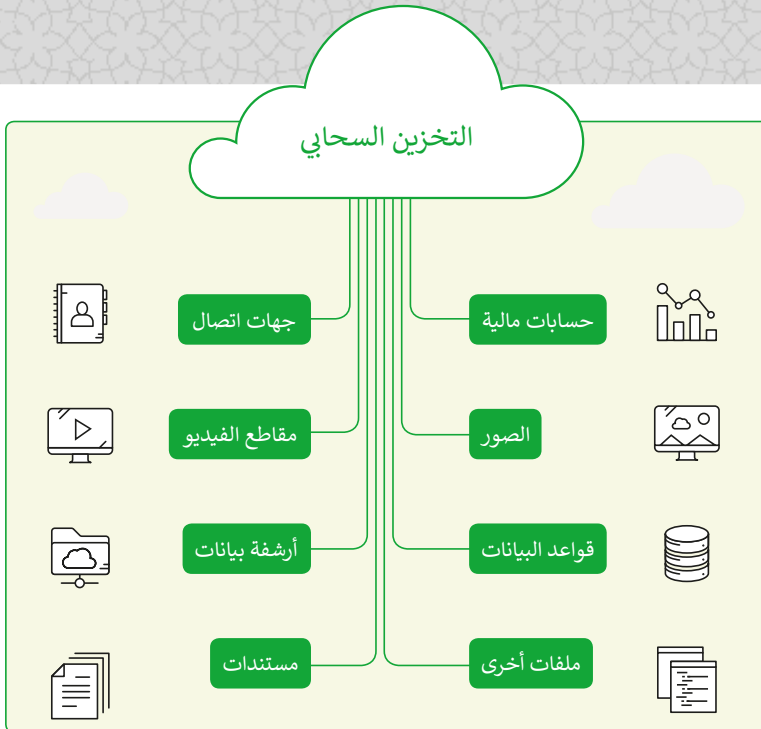 التخزين السحابي
حسابات مالية
جهات اتصال
الصور
مقاطع الفيديو
قواعد البيانات
أرشفة بيانات
ملفات أخرى
مستندات